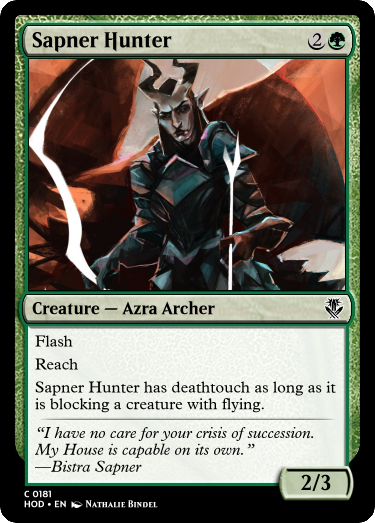 Sapner Hunter 2
Creature — Azra Archer
Flash
Reach
Sapner Hunter has deathtouch as long as it
is blocking a creature with flying.
“I have no care for your crisis of succession.
My House is capable on its own.”
—Bistra Sapner
2/3
C 0181
HOD • EN Nathalie Bindel